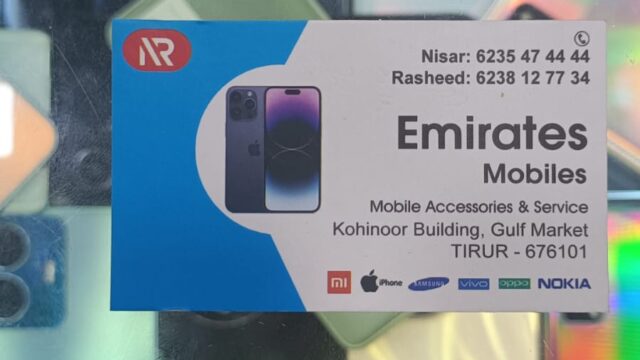 NR
Nisar: 6235 47 44 44
Rasheed: 6238 12 77 34
Emirates
Mobiles
Mobile Accessories & Service
Kohinoor Building, Gulf Market
TIRUR - 676101
mi iPhone SAMSUNG vivo oppo NOKIA